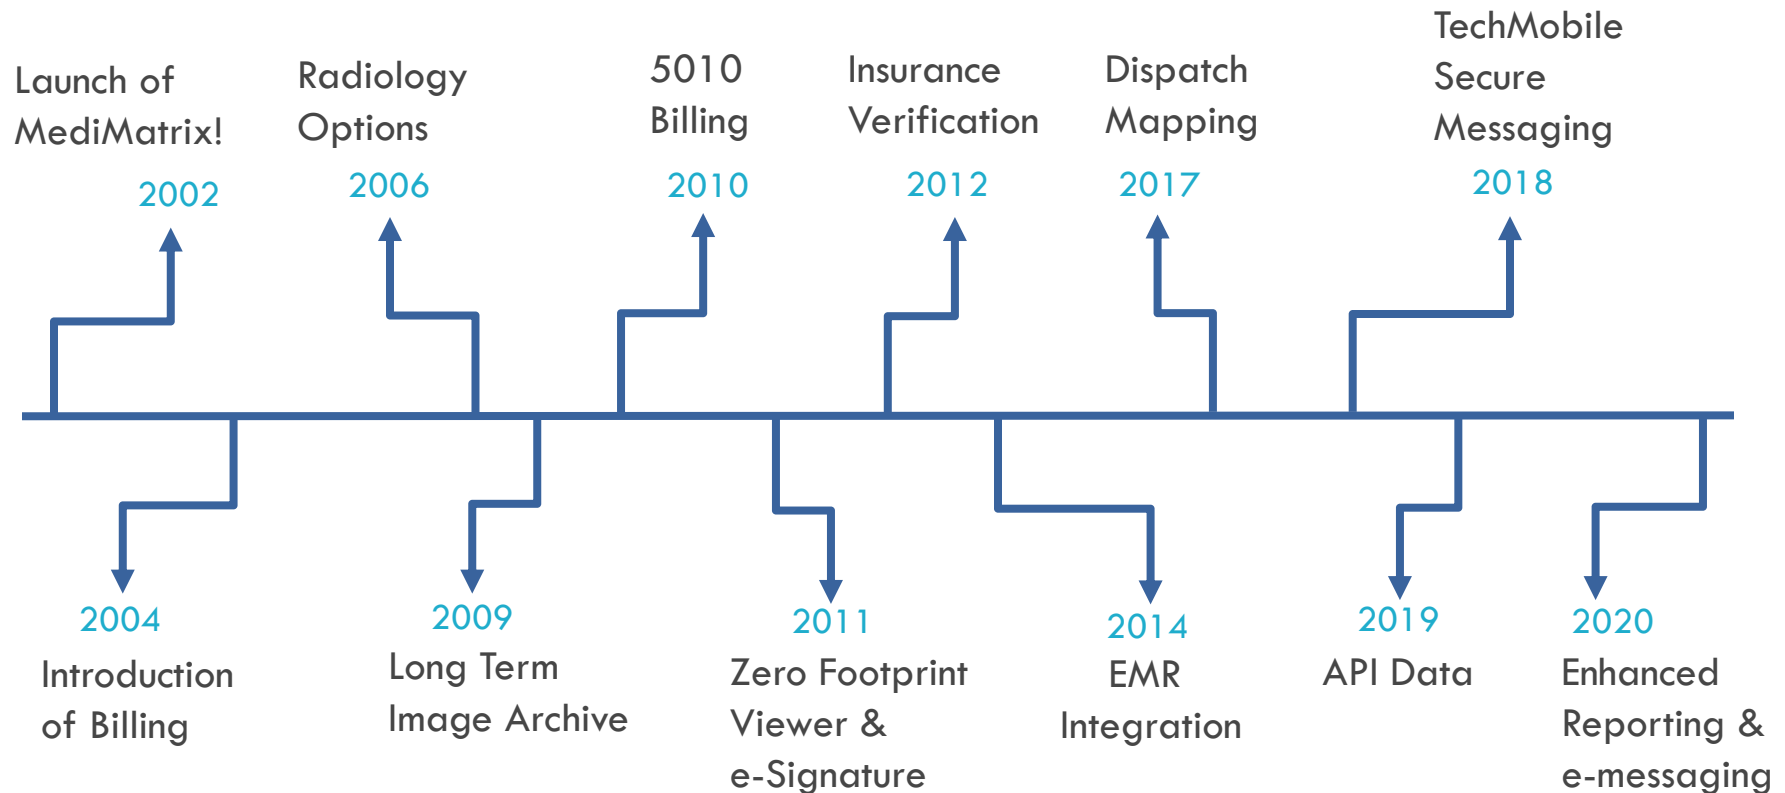 Launch of
MediMatrix!
2002
Radiology
Options
2006
5010
Billing
2010
Insurance
Verification
2012
Dispatch
Mapping
2017
TechMobile
Secure
Messaging
2018
2004
Introduction
of Billing
2009
Long Term
Image Archive
2011
Zero Footprint
Viewer &
e-Signature
2014
EMR
Integration
2019
API Data
2020
Enhanced
Reporting &
e-messaging